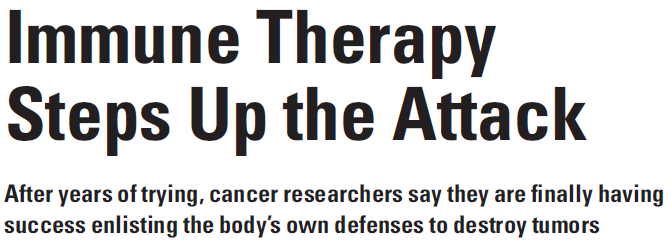 Immune Therapy
Steps Up the Attack
After years of trying, cancer researchers say they are finally having
success enlisting the body’s own defenses to destroy tumors